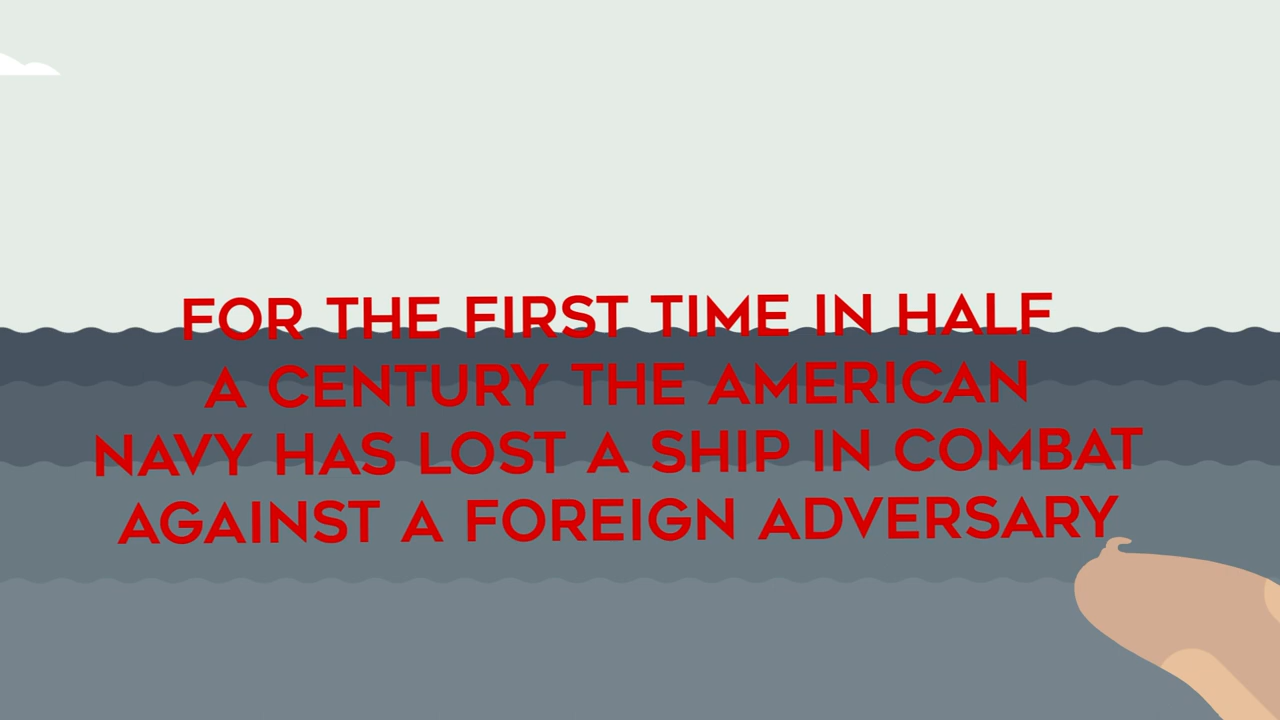 FOR THE FIRST TIME IN HALF
A CENTURY THE AMERICAN
NAVY HAS LOST A SHIP IN COMBAT
AGAINST A FOREIGN ADVERSARY